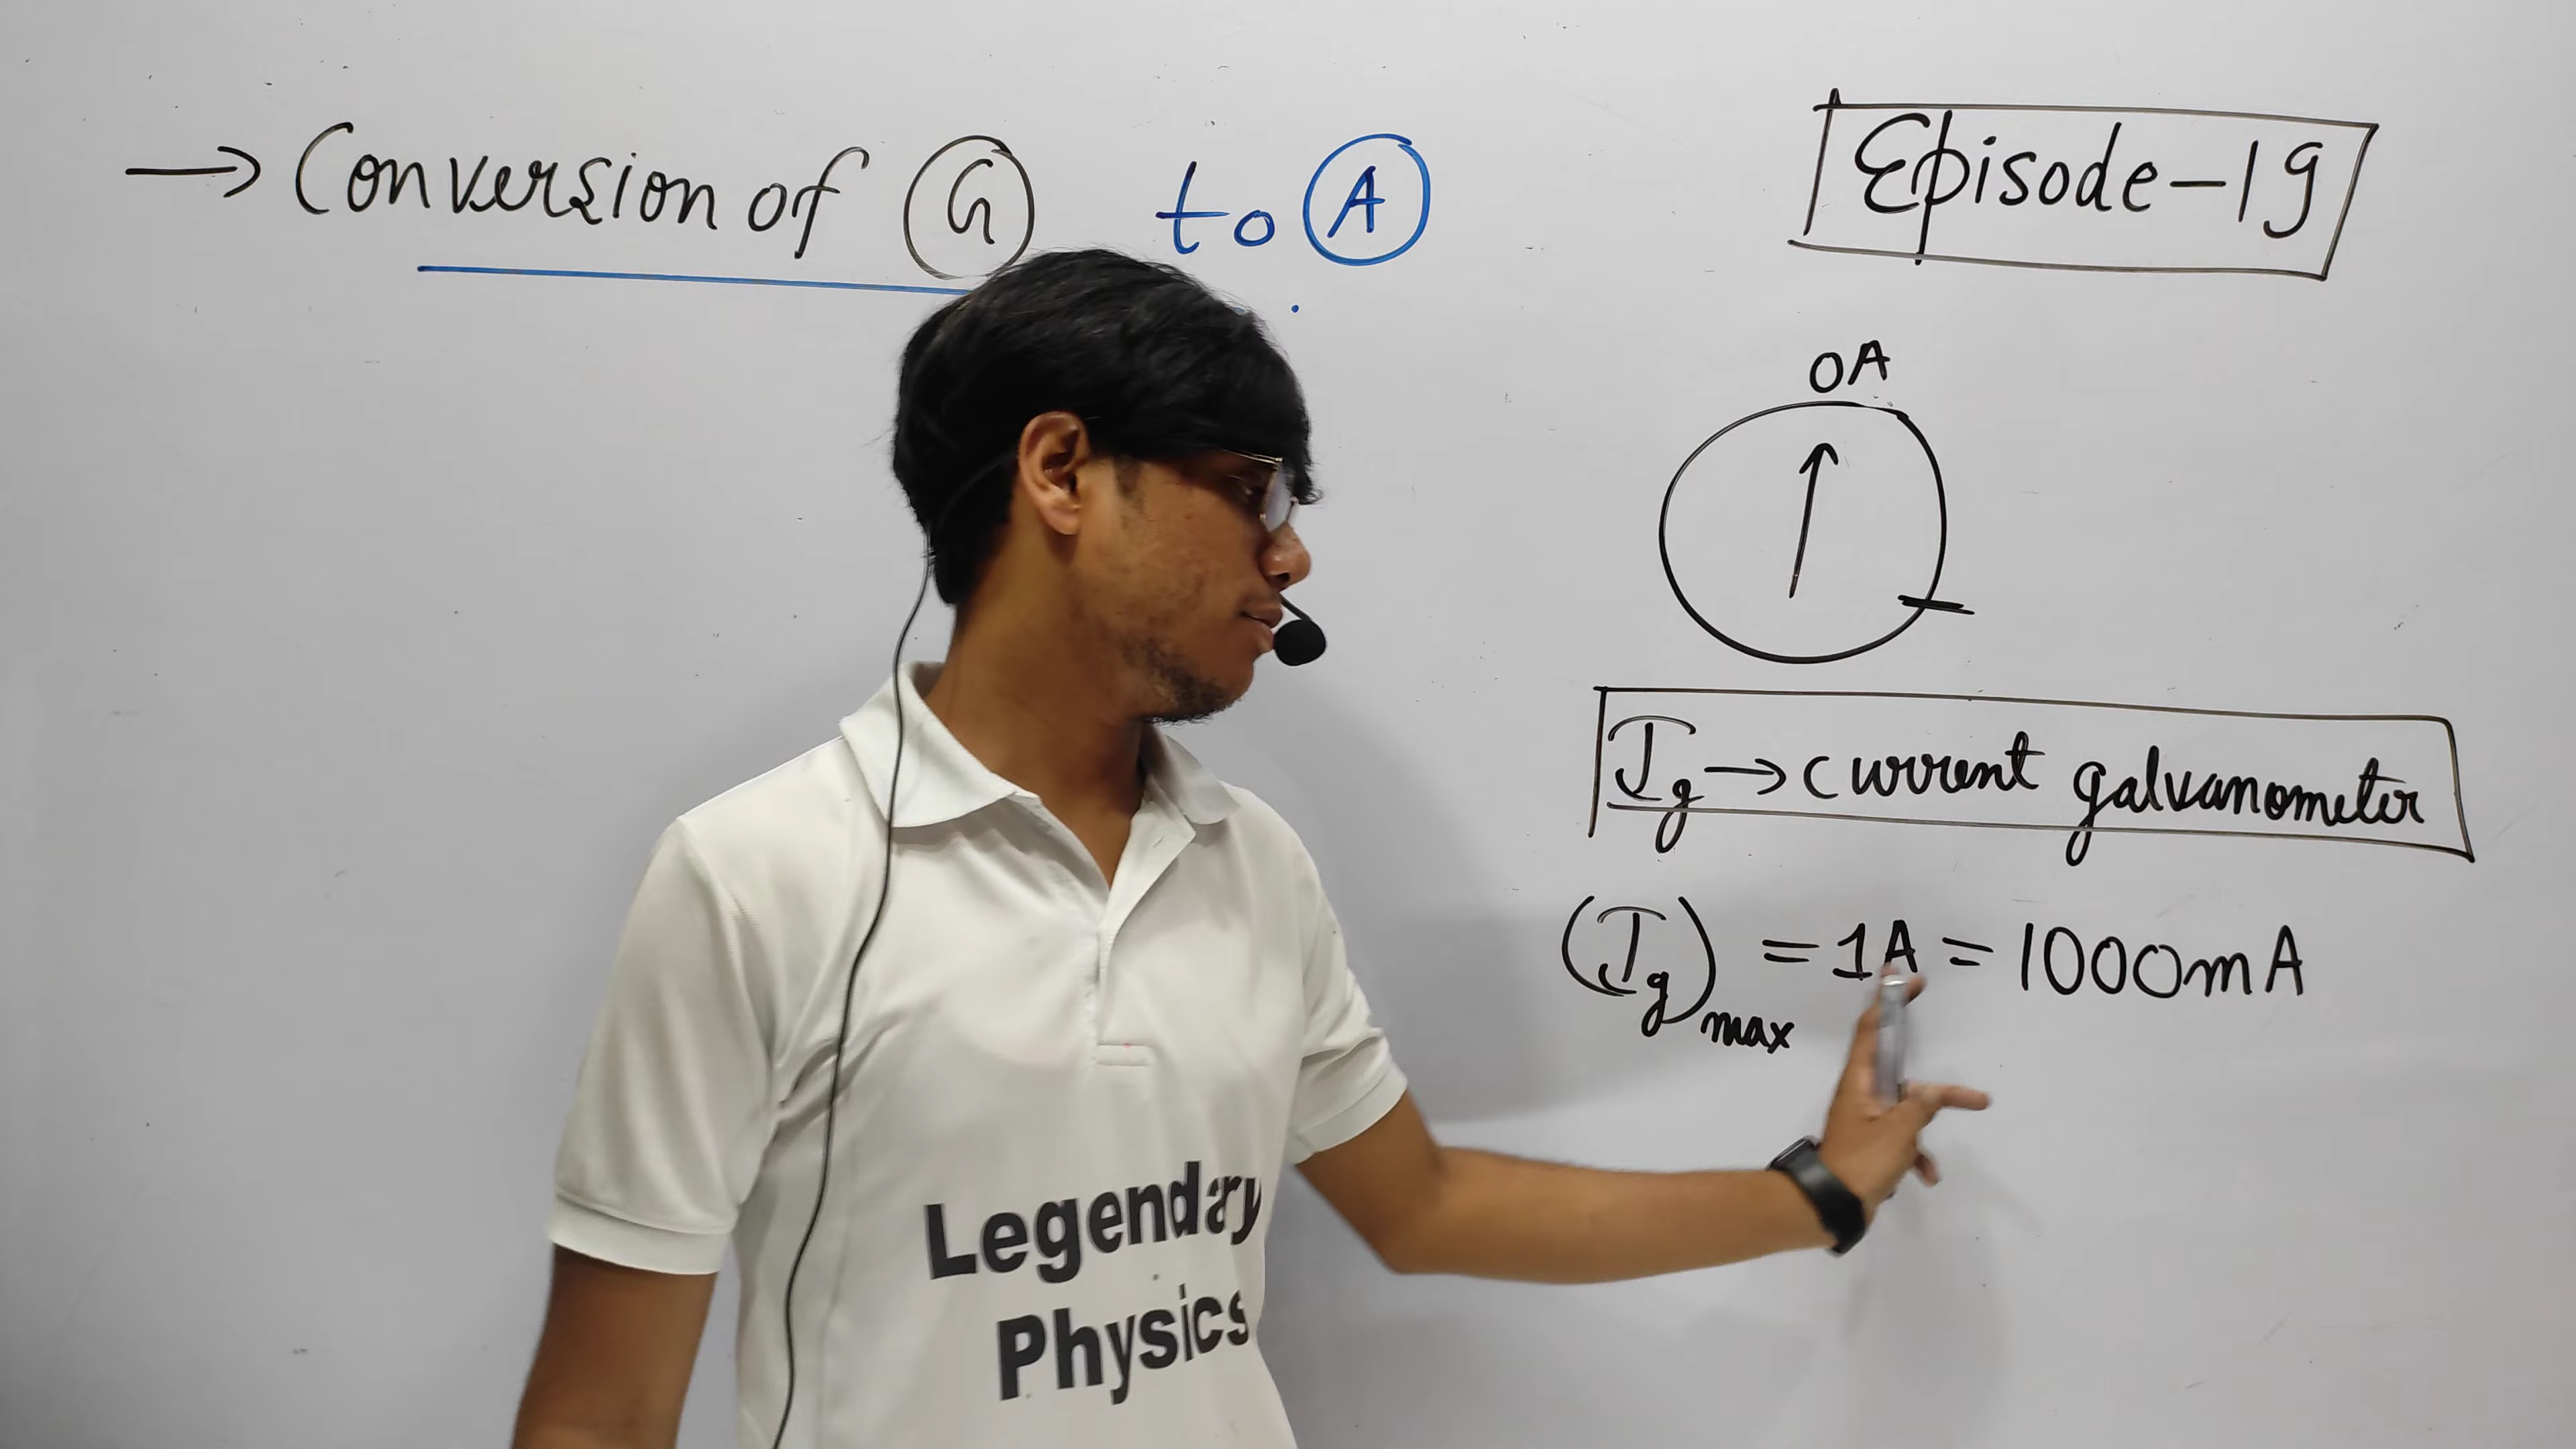 → Conversion of G to A
Episode-19
0A
Ig → current galvanometer
(Ig)max = 1A = 1000mA
Legendary
Physics